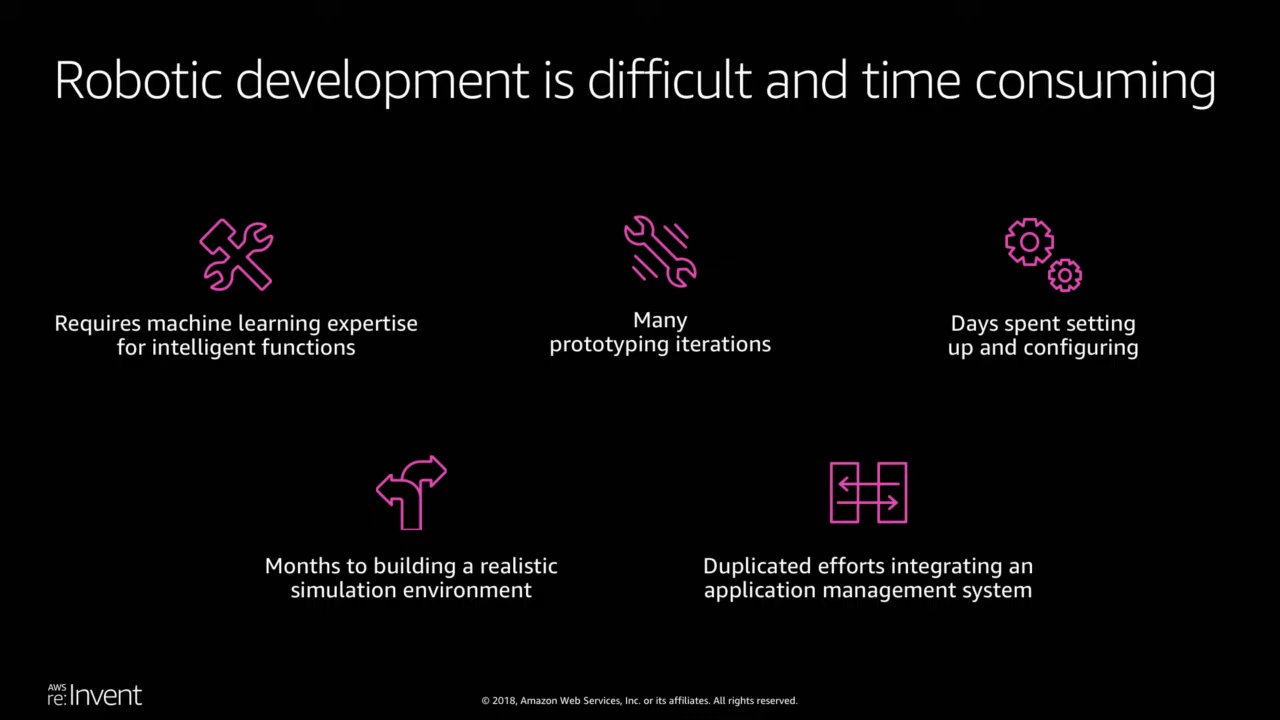 Robotic development is difficult and time consuming
Requires machine learning expertise
for intelligent functions
Many
prototyping iterations
Days spent setting
up and configuring
Months to building a realistic
simulation environment
Duplicated efforts integrating an
application management system
AWS
re:Invent
© 2018, Amazon Web Services, Inc. or its affiliates. All rights reserved.